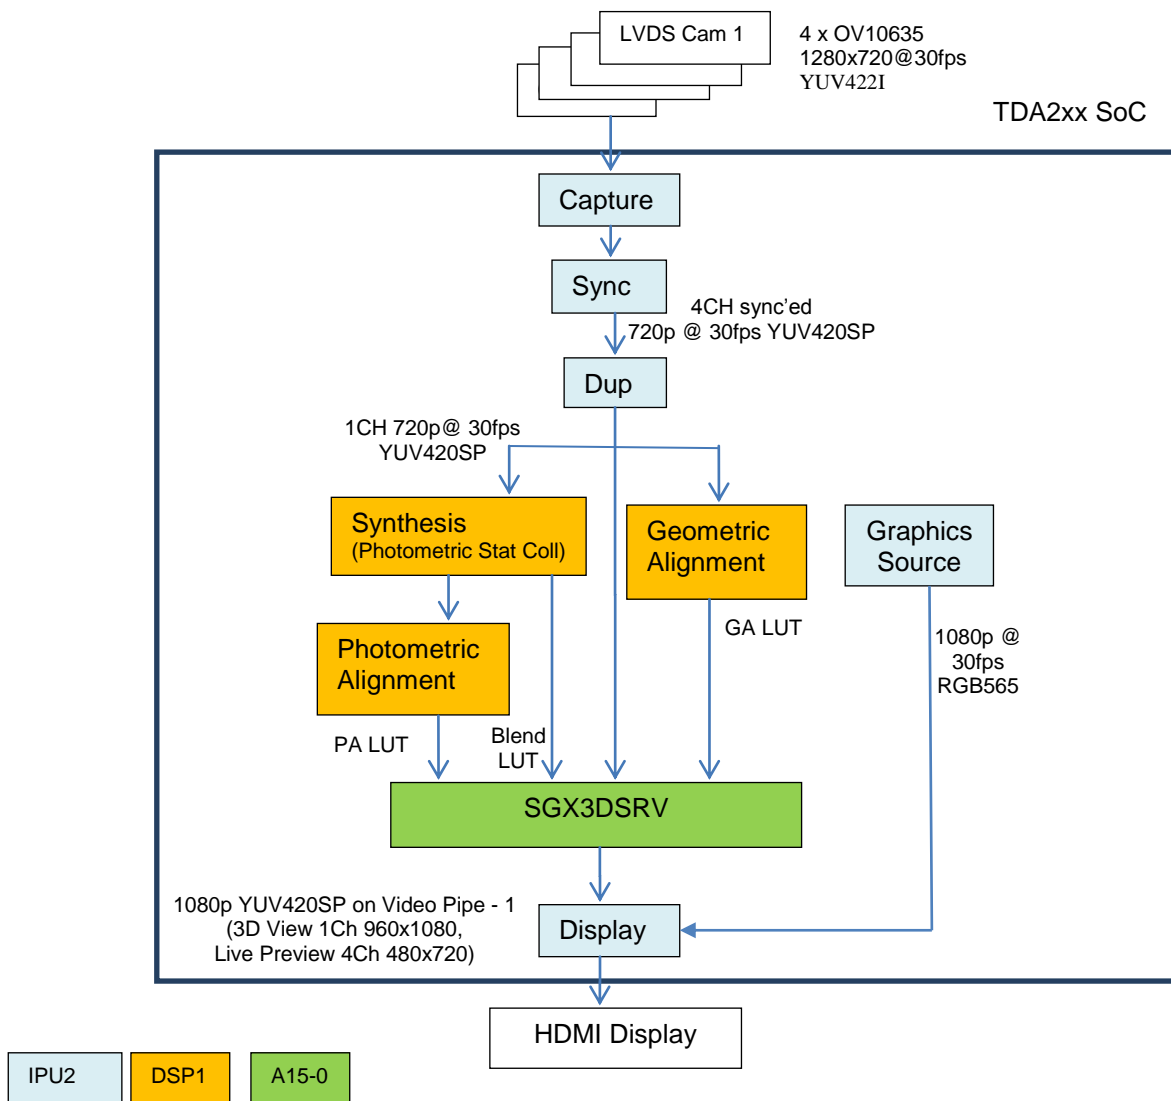 LVDS Cam 1
4 x OV10635
1280x720@30fps
YUV422I
TDA2xx SoC
Capture
Sync
4CH sync’ed
720p @ 30fps YUV420SP
Dup
1CH 720p@ 30fps
YUV420SP
Synthesis
(Photometric Stat Coll)
Geometric
Alignment
Graphics
Source
Photometric
Alignment
GA LUT
1080p @
30fps
RGB565
PA LUT
Blend
LUT
SGX3DSRV
1080p YUV420SP on Video Pipe - 1
(3D View 1Ch 960x1080,
Live Preview 4Ch 480x720)
Display
HDMI Display
IPU2
DSP1
A15-0